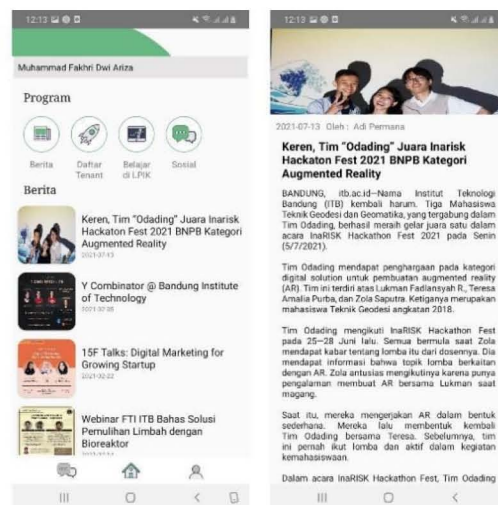 12:13
Muhammad Fakhri Dwi Ariza
Program
Berita
Daftar
Tenant
Belajar
di LPIK
Sosial
Berita
Keren, Tim "Odading" Juara Inarisk
Hackaton Fest 2021 BNPB Kategori
Augmented Reality
2021-07-13
Y Combinator @ Bandung Institute
of Technology
15F Talks: Digital Marketing for
Growing Startup
Webinar FTI ITB Bahas Solusi
Pemulihan Limbah dengan
Bioreaktor
12:13
2021-07-13 Oleh : Adi Permana
Keren, Tim "Odading" Juara Inarisk
Hackaton Fest 2021 BNPB Kategori
Augmented Reality
BANDUNG, itb.ac.id—Nama Institut Teknologi
Bandung (ITB) kembali harum. Tiga Mahasiswa
Teknik Geodesi dan Geomatika, yang tergabung dalam
Tim Odading, berhasil meraih gelar juara satu dalam
acara InaRISK Hackathon Fest 2021 pada Senin
(5/7/2021).
Tim Odading mendapat penghargaan pada kategori
digital solution untuk pembuatan augmented reality
(AR). Tim ini terdiri atas Lukman Fadlansyah R., Teresa
Amalia Purba, dan Zola Saputra. Ketiganya merupakan
mahasiswa Teknik Geodesi angkatan 2018.
Tim Odading mengikuti InaRISK Hackathon Fest
pada 25—28 Juni lalu. Semua bermula saat Zola
mendapat kabar tentang lomba itu dari dosennya. Dia
mendapat informasi bahwa topik lomba berkaitan
dengan AR. Zola antusias mengikutinya karena punya
pengalaman membuat AR bersama Lukman saat
magang.
Saat itu, mereka mengerjakan AR dalam bentuk
sederhana. Mereka lalu membentuk kembali
Tim Odading bersama Teresa. Sebelumnya, tim
ini pernah ikut lomba dan aktif dalam kegiatan
kemahasiswaan.
Dalam acara InaRISK Hackathon Fest, Tim Odading